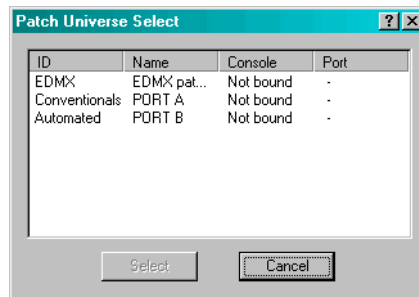 Patch Universe Select ? X
ID Name Console Port
EDMX EDMX pat... Not bound -
Conventionals PORT A Not bound -
Automated PORT B Not bound -
Select Cancel